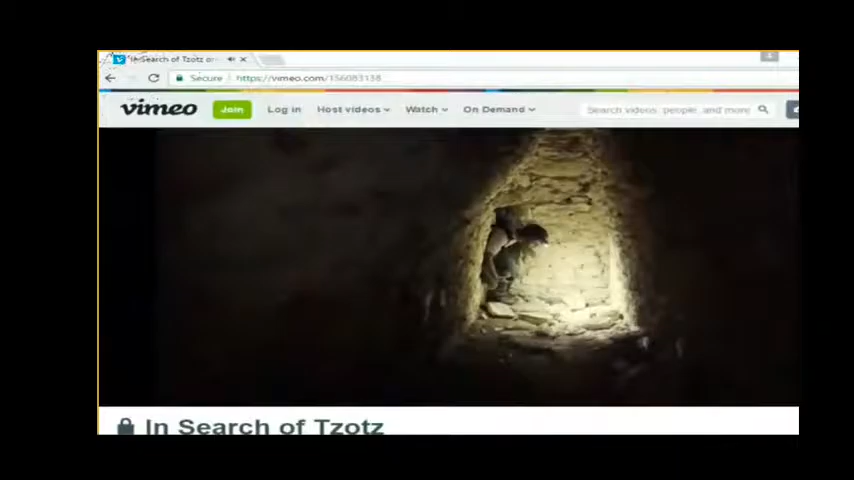 In Search of Tzotz or
Secure https://vimeo.com/156083138
vimeo Join Log in Host videos Watch On Demand Search videos, people, and more
In Search of Tzotz